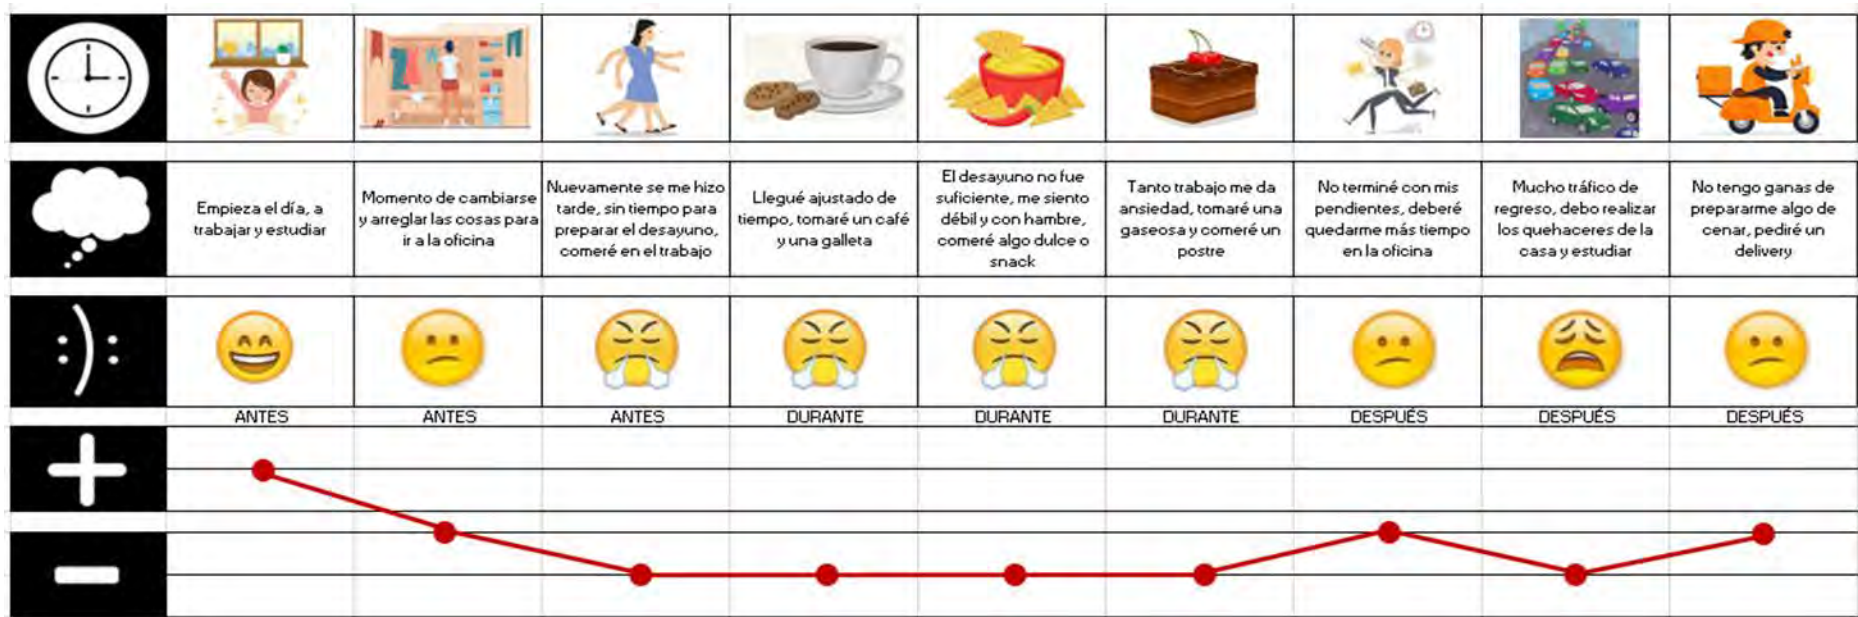 Empieza el día, a
trabajar y estudiar
Momento de cambiarse
y arreglar las cosas para
ir a la oficina
Nuevamente se me hizo
tarde, sin tiempo para
preparar el desayuno,
comeré en el trabajo
Llegué ajustado de
tiempo, tomaré un café
y una galleta
El desayuno no fue
suficiente, me siento
débil y con hambre,
comeré algo dulce o
snack
Tanto trabajo me da
ansiedad, tomaré una
gaseosa y comeré un
postre
No terminé con mis
pendientes, deberé
quedarme más tiempo
en la oficina
Mucho tráfico de
regreso, debo realizar
los quehaceres de la
casa y estudiar
No tengo ganas de
prepararme algo de
cenar, pediré un
delivery
:):
ANTES
ANTES
ANTES
DURANTE
DURANTE
DURANTE
DESPUÉS
DESPUÉS
DESPUÉS